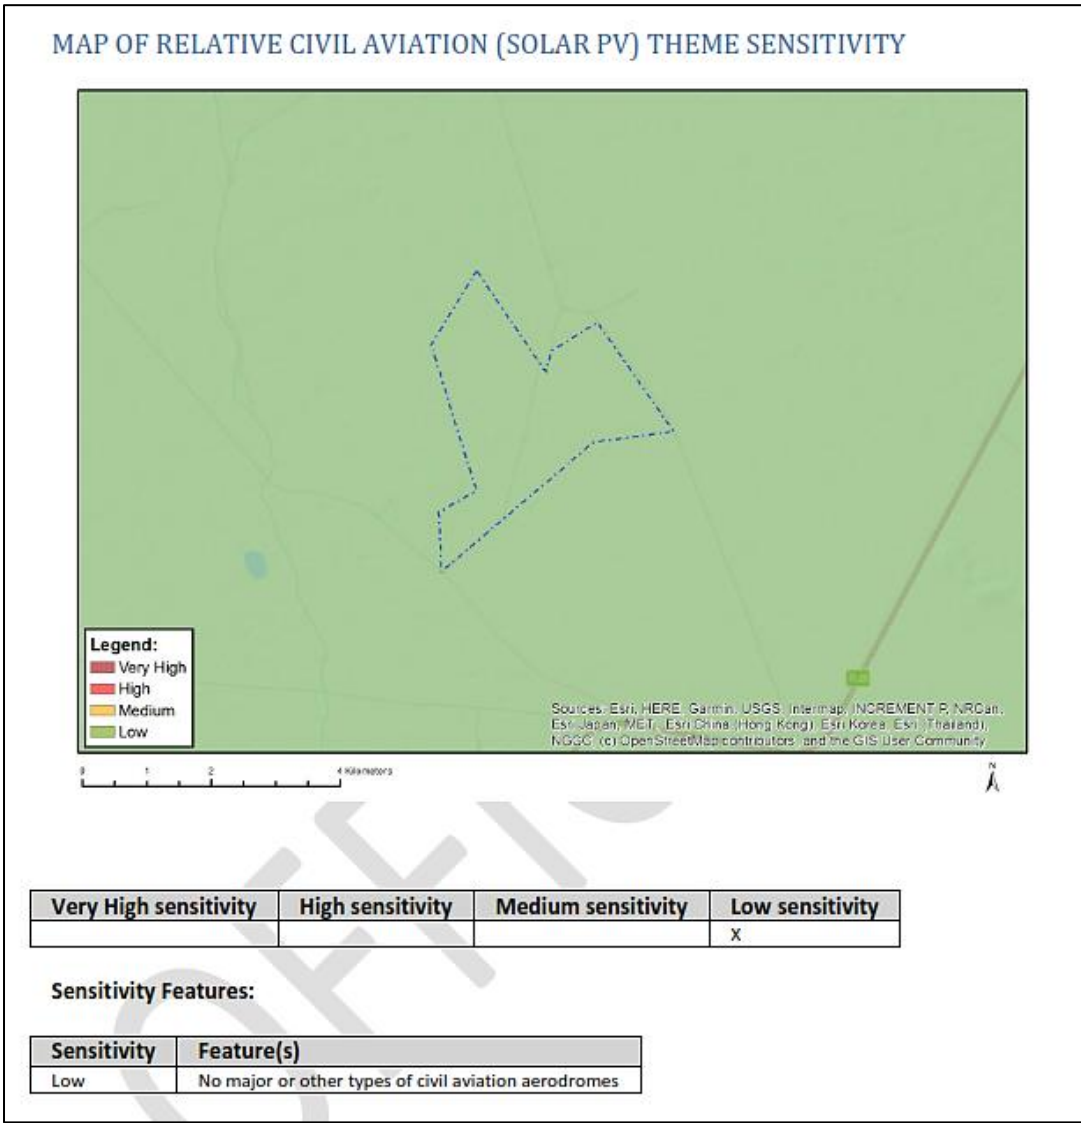 MAP OF RELATIVE CIVIL AVIATION (SOLAR PV) THEME SENSITIVITY
Legend:
Very High
High
Medium
Low
Sources: Esri, HERE, Garmin, USGS, Intermap, INCREMENT P, NRCan,
Esri Japan, METI, Esri China (Hong Kong), Esri Korea, Esri (Thailand),
NGCC, (c) OpenStreetMap contributors, and the GIS User Community
0 1 2 4 Kilometers
N
Very High sensitivity High sensitivity Medium sensitivity Low sensitivity
X
Sensitivity Features:
Sensitivity Feature(s)
Low No major or other types of civil aviation aerodromes